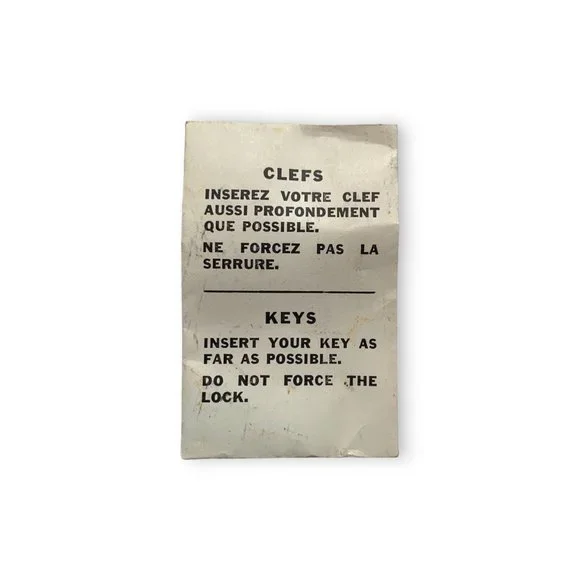 CLEFS
INSEREZ VOTRE CLEF
AUSSI PROFONDEMENT
QUE POSSIBLE.
NE FORCEZ PAS LA
SERRURE.
KEYS
INSERT YOUR KEY AS
FAR AS POSSIBLE.
DO NOT FORCE THE
LOCK.